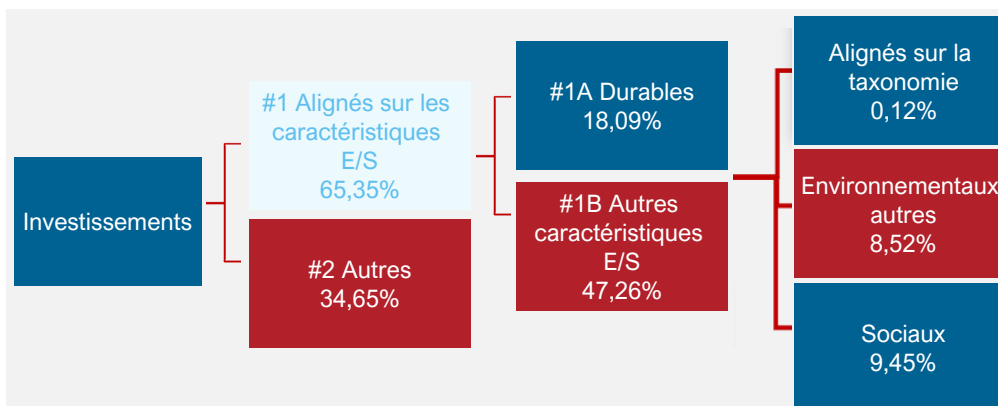 Investissements
#1 Alignés sur les
caractéristiques
E/S
65,35%
#2 Autres
34,65%
#1A Durables
18,09%
#1B Autres
caractéristiques
E/S
47,26%
Alignés sur la
taxonomie
0,12%
Environnementaux
autres
8,52%
Sociaux
9,45%